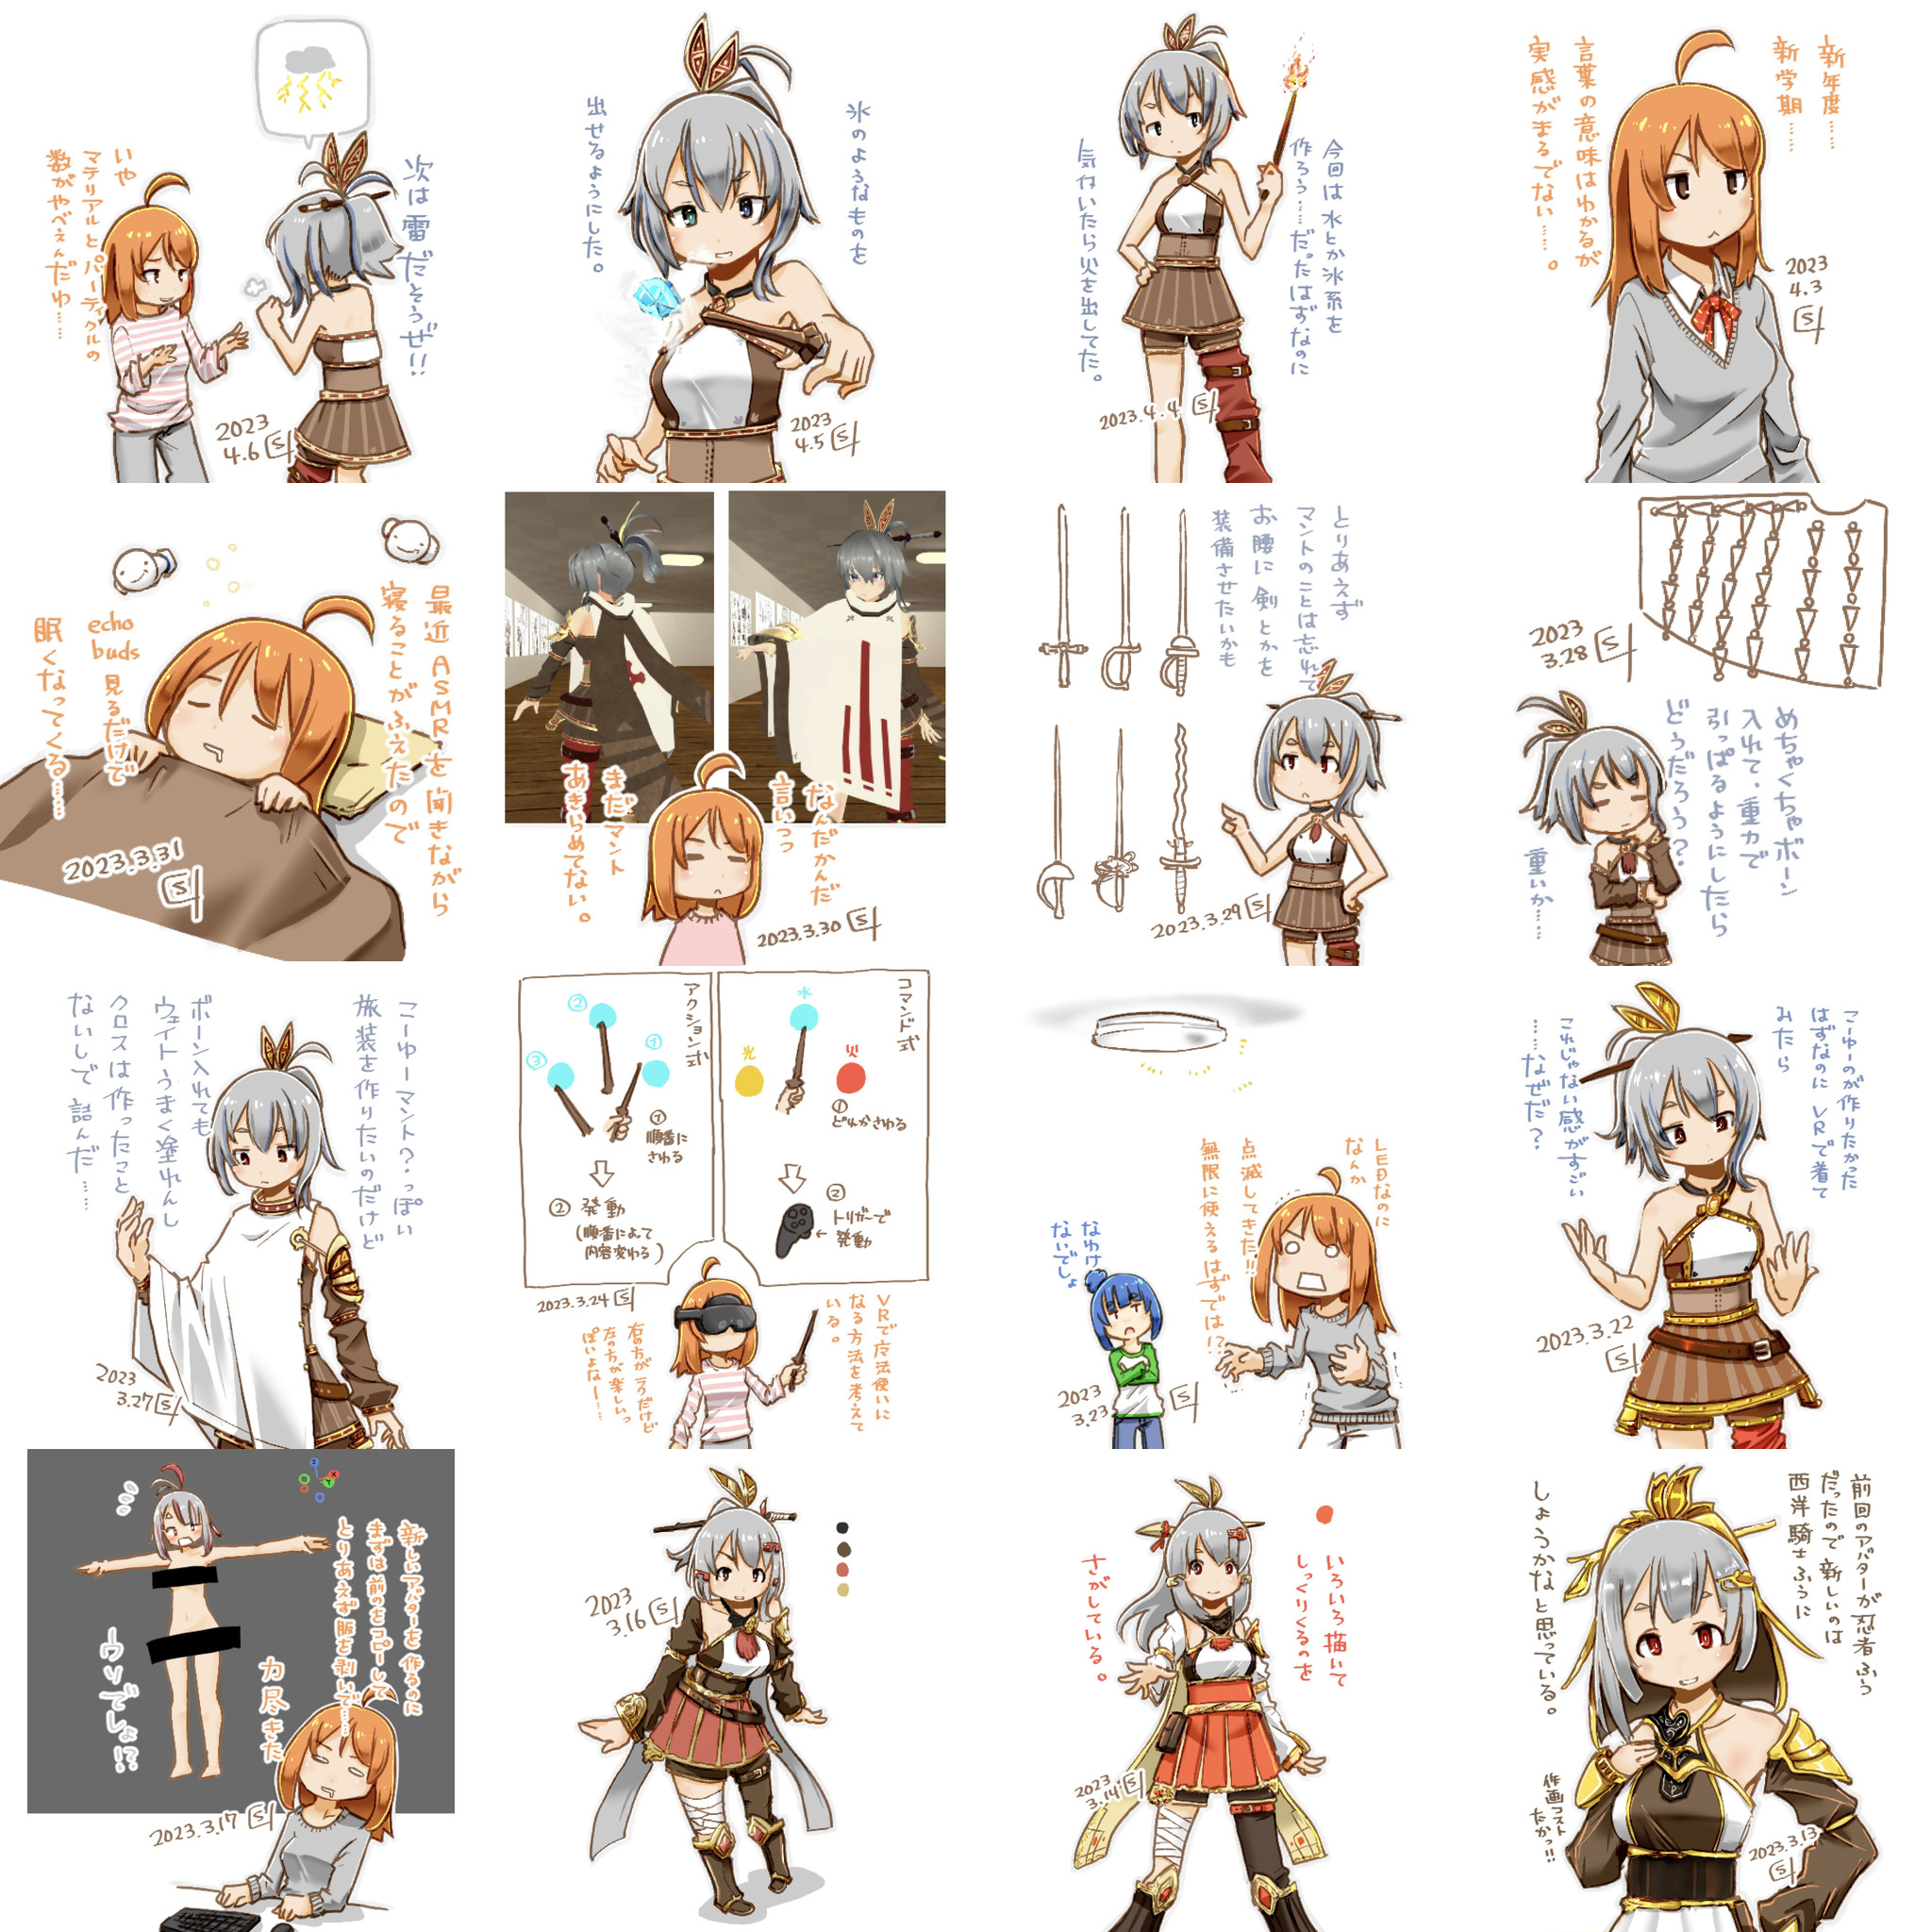 次は雷だそうぜ!!
いや
マテリアルとパーティクルの
数がやべぇんだわ……
2023
4.6
氷のようなものを
出せるようにした。
2023
4.5
今回は水とか氷系を
作ろう……だったはずなのに
気付いたら火を出してた。
2023.4.4
新年度……
新学期……
言葉の意味はわかるが
実感がまるでない……。
2023
4.3
最近ASMRを聞きながら
寝ることがふえたので
echo
buds 見るだけで
眠くなってくる……
2023.3.31
なんだかんだ
言いつつ
まだマント
あきらめてない。
2023.3.30
とりあえず
マントのことは忘れて
お腰に剣とかを
装備させたいかも
2023.3.29
2023
3.28
めちゃくちゃボーン
入れて、重力で
引っぱるようにしたら
どうだろう?
重いか……
こーゆーマント?っぽい
旅装を作りたいのだけど
ボーン入れても
ウェイトうまく塗れんし
クロスは作ったこと
ないしで詰んだ……
2023
3.27
コマンド式
水
光
火
①どれかさわる
②トリガーで
発動
アクション式
②
①
③
①順番に
さわる
②発動
(順番によって
内容変わる)
2023.3.24
VRで魔法使いに
なる方法を考えて
いる。
右の方がラクだけど
左の方が楽しいっ
ぽいよなー……
LEDなのに
なんか
点滅してきた!!
無限に使えるはずでは!?
なわけ
ないでしょ
2023
3.23
こーゆーのが作りたかった
はずなのにVRで着て
みたら
これじゃない感がすごい
……なぜだ?
2023.3.22
Z
X
Y
新しいアバターを作るのに
まずは前のをコピーして
とりあえず服を剥いで……
力尽きた
ウソでしょ!?
2023.3.17
2023
3.16
いろいろ描いて
しっくりくるのを
さがしている。
2023
3.14
前回のアバターが忍者ふう
だったので新しいのは
西洋騎士ふうに
しようかなと思っている。
作画コスト
たかっ!!
2023.3.13